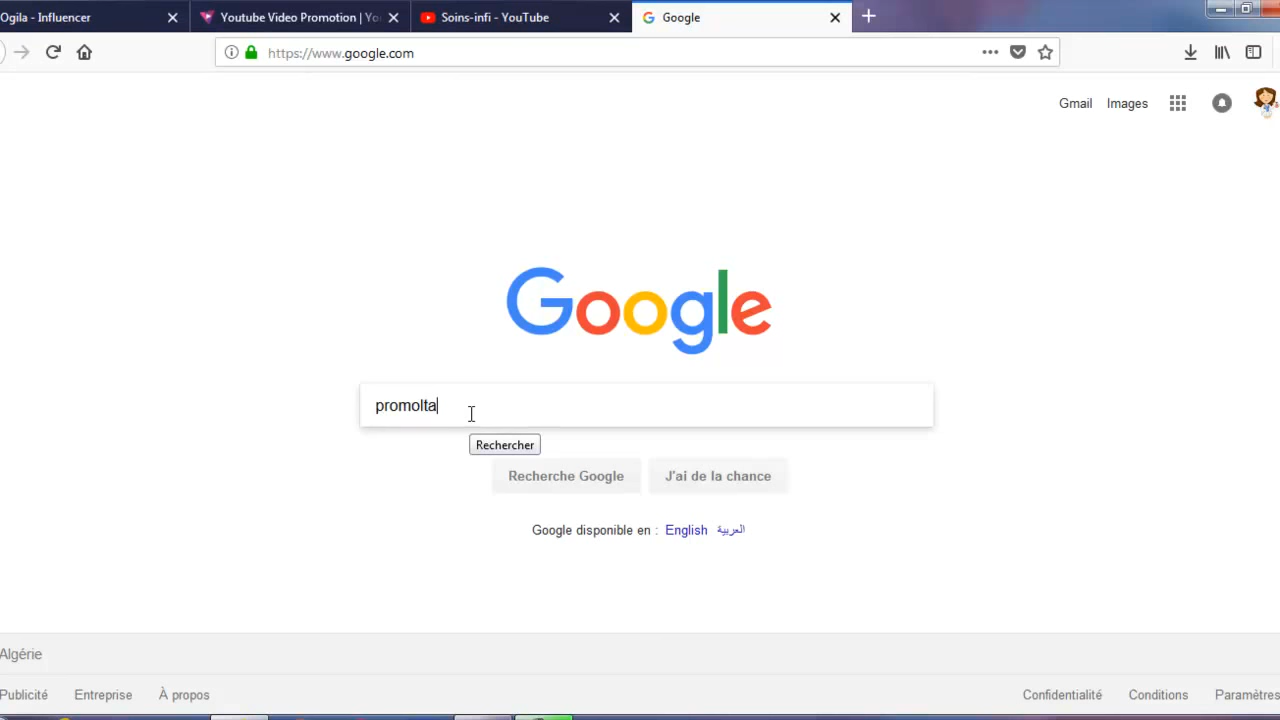 Ogila - Influencer
Youtube Video Promotion | Yo
Soins-infi - YouTube
Google
https://www.google.com
Gmail Images
Google
promolta
Rechercher
Recherche Google J'ai de la chance
Google disponible en : English العربية
Algérie
Publicité Entreprise À propos Confidentialité Conditions Paramètres